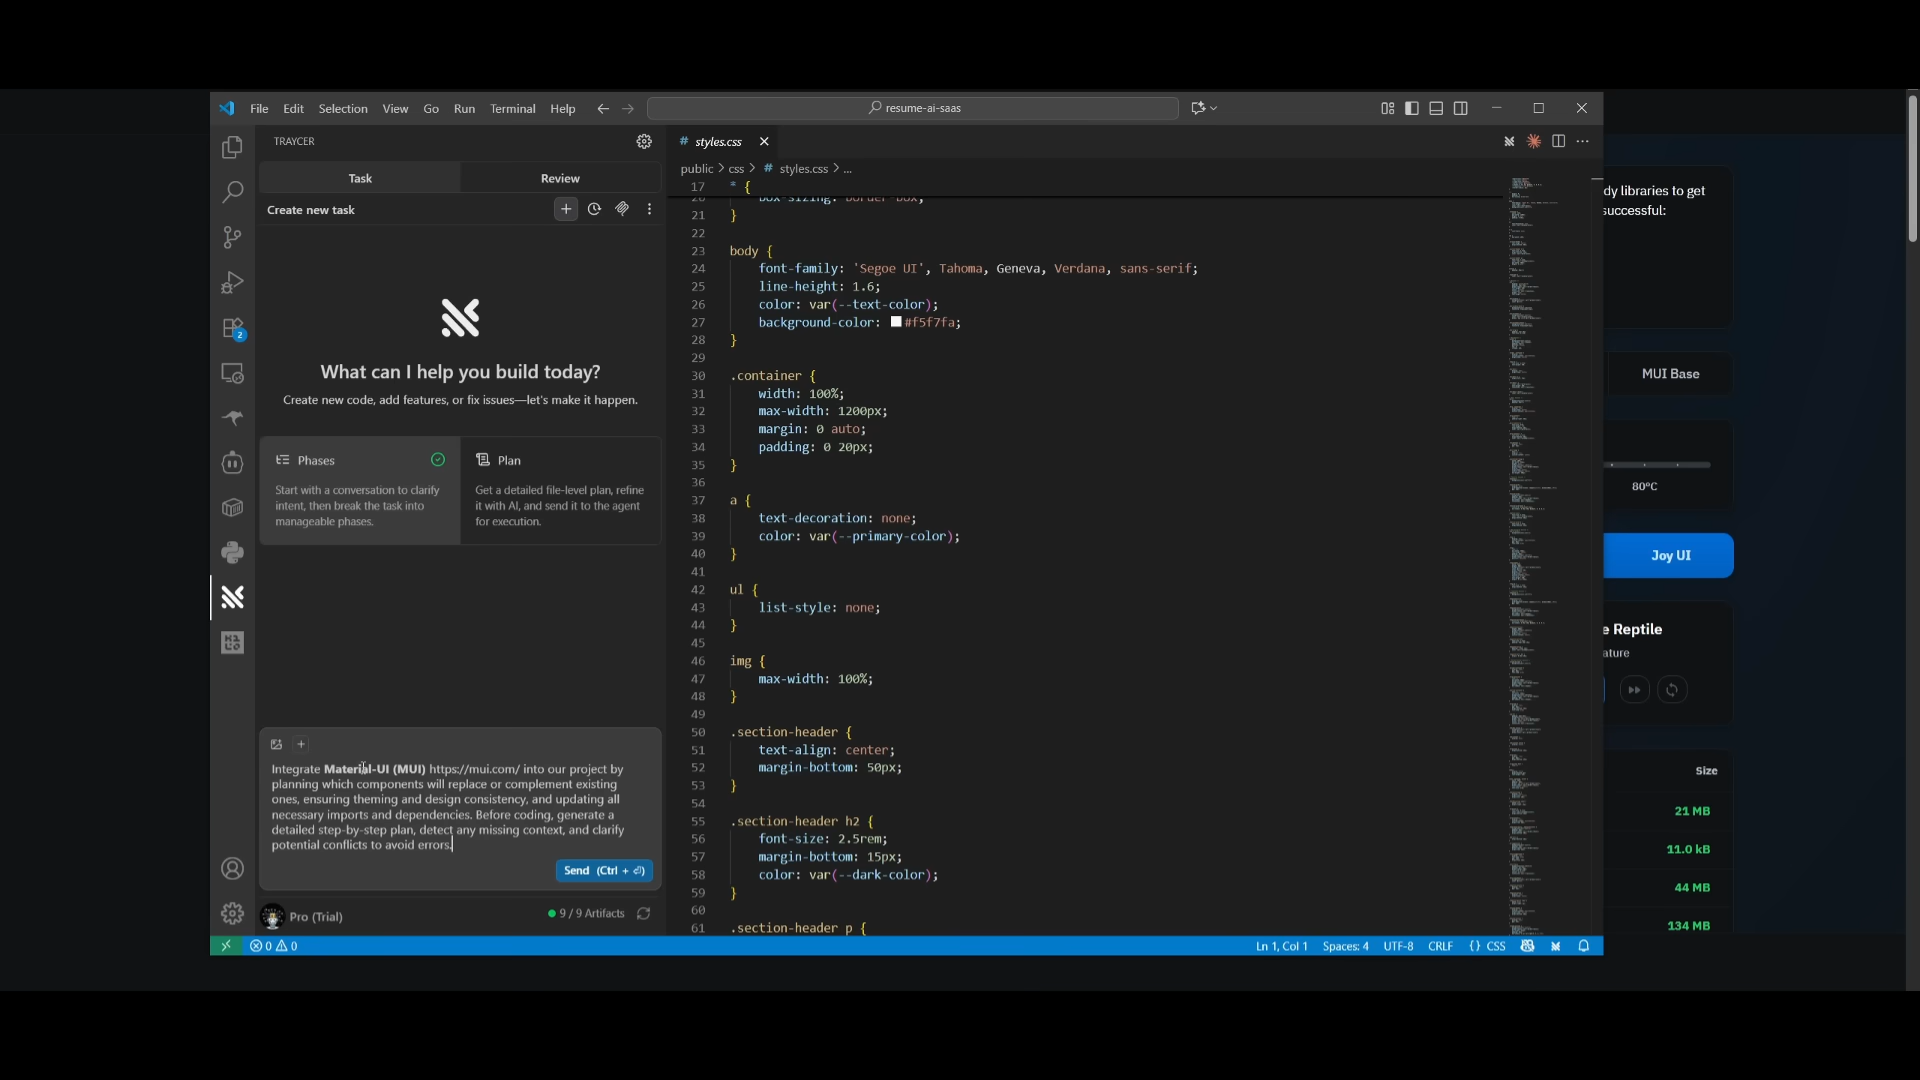 File Edit Selection View Go Run Terminal Help
resume-ai-saas
TRAYCER
Task Review
Create new task
What can I help you build today?
Create new code, add features, or fix issues—let's make it happen.
Phases
Start with a conversation to clarify
intent, then break the task into
manageable phases.
Plan
Get a detailed file-level plan, refine
it with AI, and send it to the agent
for execution.
Integrate Material-UI (MUI) https://mui.com/ into our project by
planning which components will replace or complement existing
ones, ensuring theming and design consistency, and updating all
necessary imports and dependencies. Before coding, generate a
detailed step-by-step plan, detect any missing context, and clarify
potential conflicts to avoid errors.
Send (Ctrl + ⏎)
Pro (Trial)
9 / 9 Artifacts
2
# styles.css
public > css > # styles.css > ...
17 * {
20 box-sizing: border-box;
21 }
22
23 body {
24 font-family: 'Segoe UI', Tahoma, Geneva, Verdana, sans-serif;
25 line-height: 1.6;
26 color: var(--text-color);
27 background-color: #f5f7fa;
28 }
29
30 .container {
31 width: 100%;
32 max-width: 1200px;
33 margin: 0 auto;
34 padding: 0 20px;
35 }
36
37 a {
38 text-decoration: none;
39 color: var(--primary-color);
40 }
41
42 ul {
43 list-style: none;
44 }
45
46 img {
47 max-width: 100%;
48 }
49
50 .section-header {
51 text-align: center;
52 margin-bottom: 50px;
53 }
54
55 .section-header h2 {
56 font-size: 2.5rem;
57 margin-bottom: 15px;
58 color: var(--dark-color);
59 }
60
61 .section-header p {
0 0
Ln 1, Col 1 Spaces: 4 UTF-8 CRLF {} CSS
dy libraries to get
successful:
MUI Base
80°C
Joy UI
e Reptile
ature
Size
21 MB
11.0 kB
44 MB
134 MB